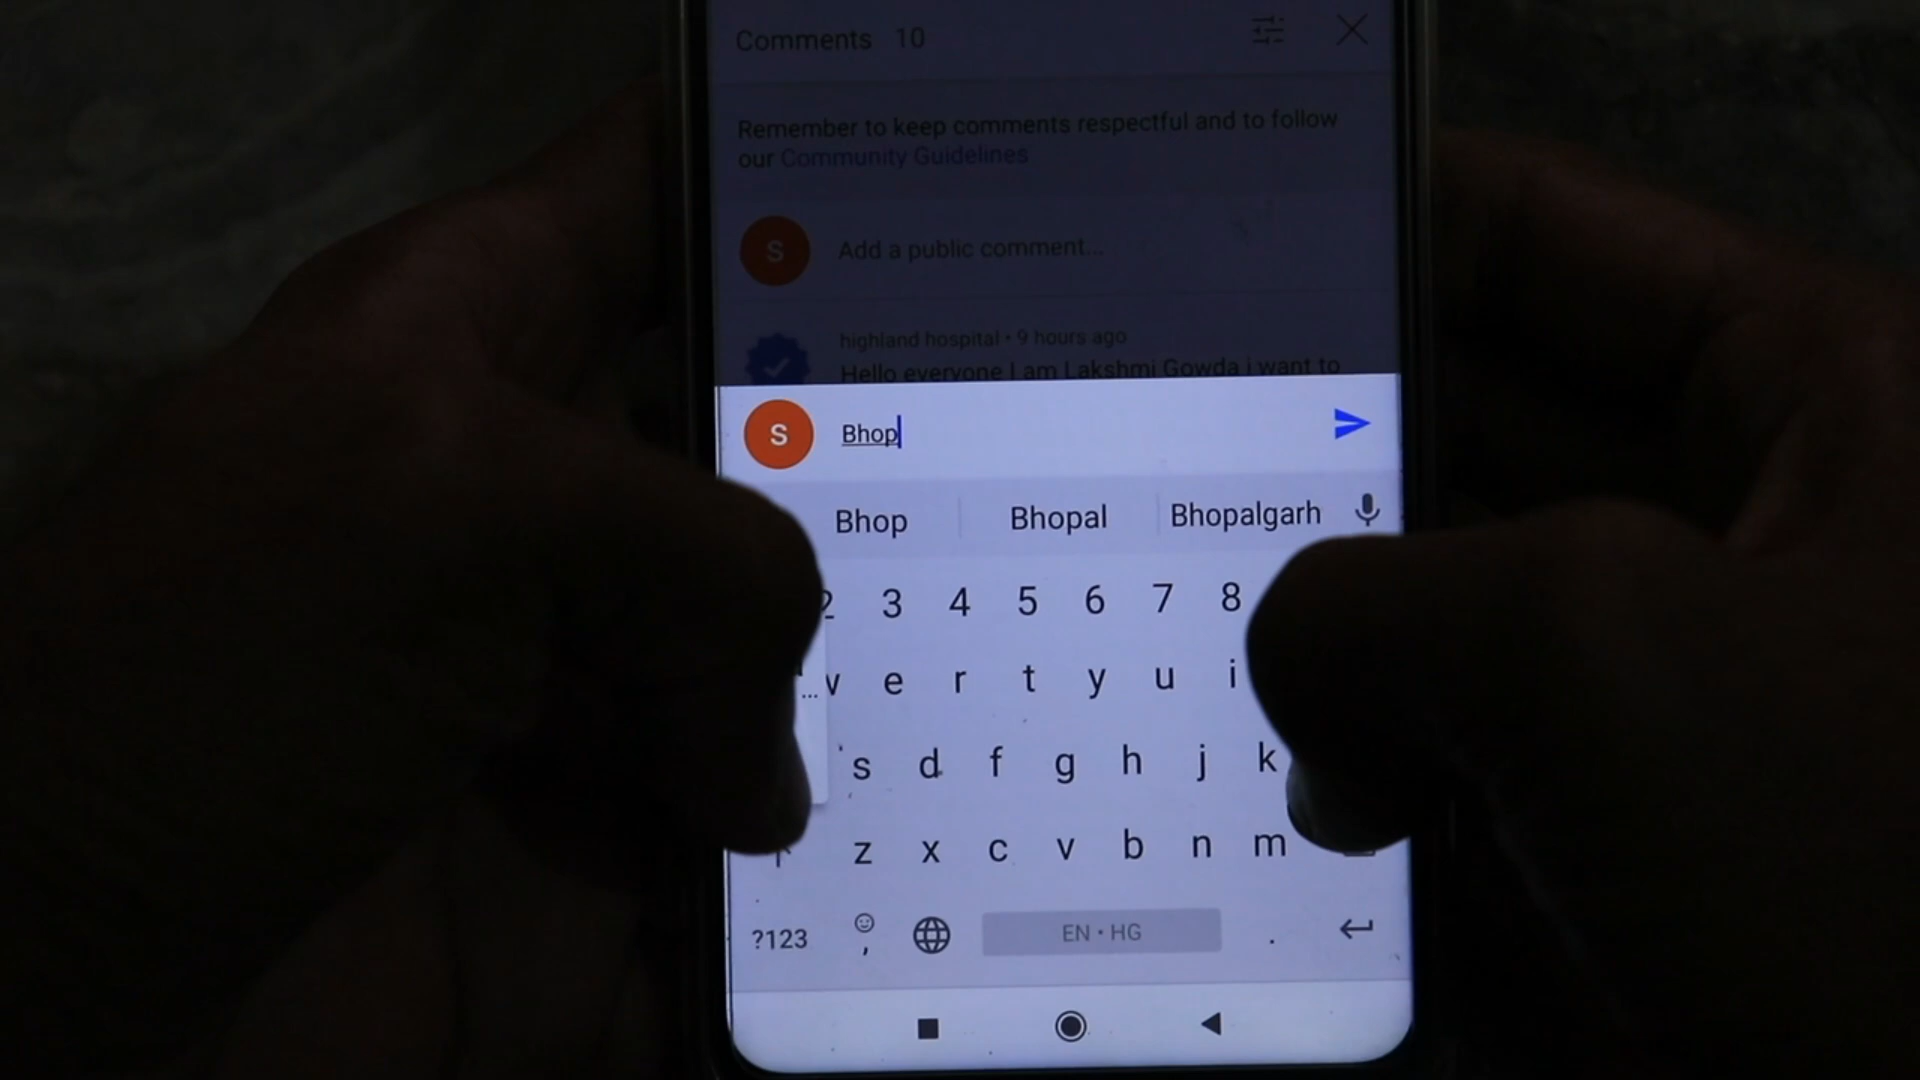 Comments 10
Remember to keep comments respectful and to follow
our Community Guidelines
S Add a public comment...
highland hospital • 9 hours ago
Hello everyone I am Lakshmi Gowda i want to
S Bhop
Bhop Bhopal Bhopalgarh
2 3 4 5 6 7 8
w e r t y u i
s d f g h j k
z x c v b n m
?123 , EN • HG .